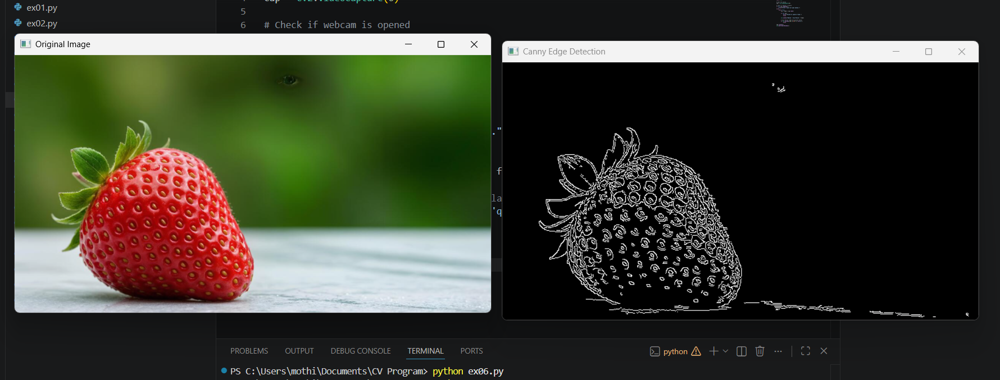 ex01.py
ex02.py
5
6 # Check if webcam is opened
Original Image
Canny Edge Detection
."
f
la
'q
PROBLEMS OUTPUT DEBUG CONSOLE TERMINAL PORTS
python
PS C:\Users\mothi\Documents\CV Program> python ex06.py